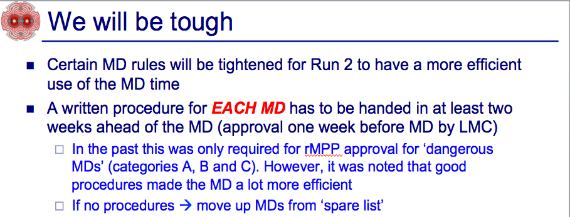 We will be tough
Certain MD rules will be tightened for Run 2 to have a more efficient
use of the MD time
A written procedure for EACH MD has to be handed in at least two
weeks ahead of the MD (approval one week before MD by LMC)
In the past this was only required for rMPP approval for ‘dangerous
MDs’ (categories A, B and C). However, it was noted that good
procedures made the MD a lot more efficient
If no procedures → move up MDs from ‘spare list’